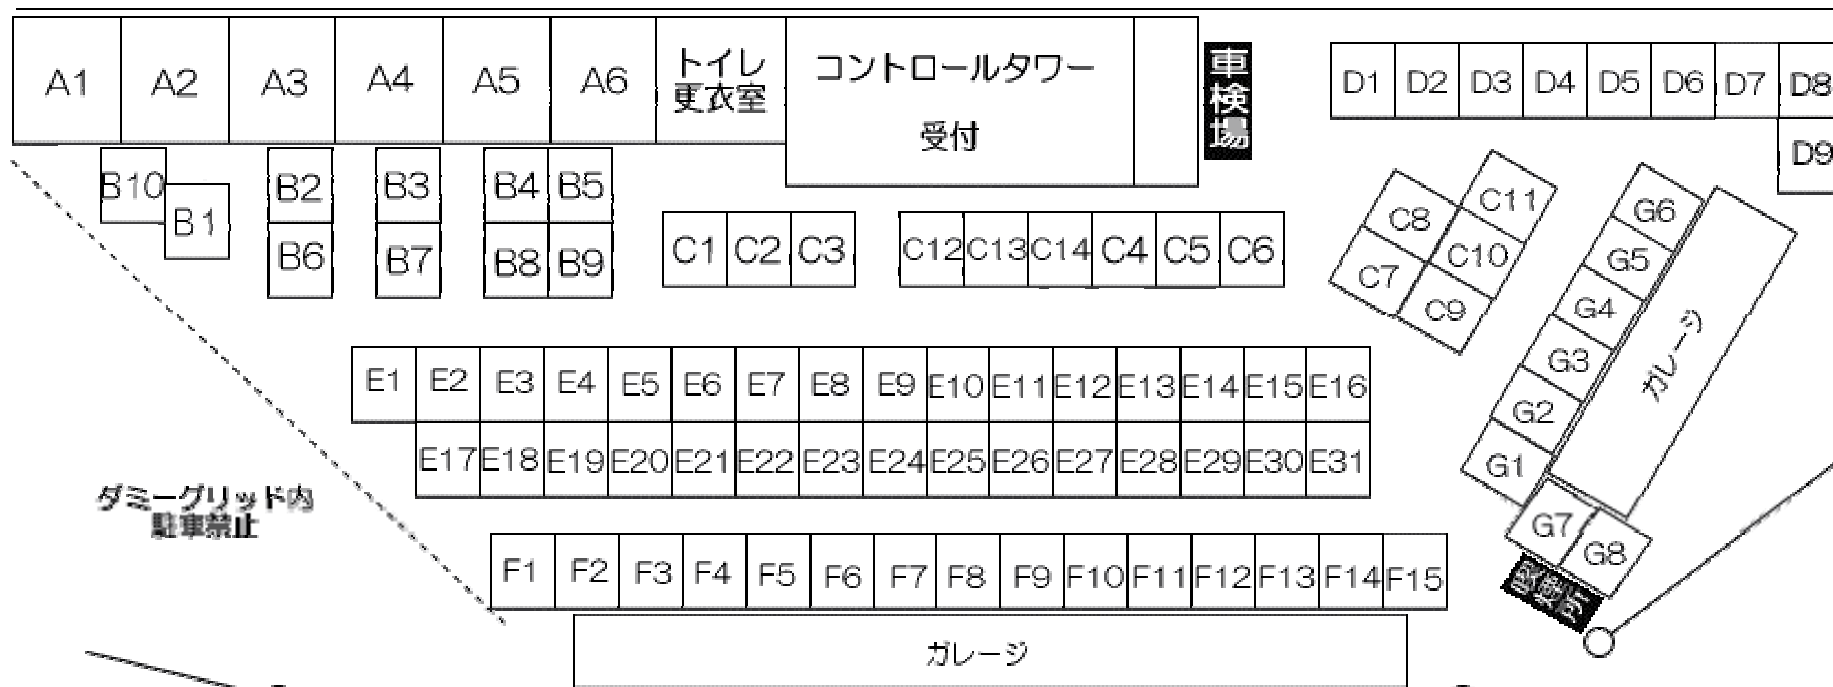 A1 A2 A3 A4 A5 A6
トイレ
更衣室
コントロールタワー
受付
車検場
D1 D2 D3 D4 D5 D6 D7 D8
D9
B10 B1 B2 B3 B4 B5
B6 B7 B8 B9
C1 C2 C3
C12 C13 C14 C4 C5 C6
C8 C11
C7 C10
C9
G6
G5
G4
G3
G2
G1
G7 G8
ガレージ
E1 E2 E3 E4 E5 E6 E7 E8 E9 E10 E11 E12 E13 E14 E15 E16
E17 E18 E19 E20 E21 E22 E23 E24 E25 E26 E27 E28 E29 E30 E31
ダミーグリッド内
駐車禁止
F1 F2 F3 F4 F5 F6 F7 F8 F9 F10 F11 F12 F13 F14 F15
ガレージ